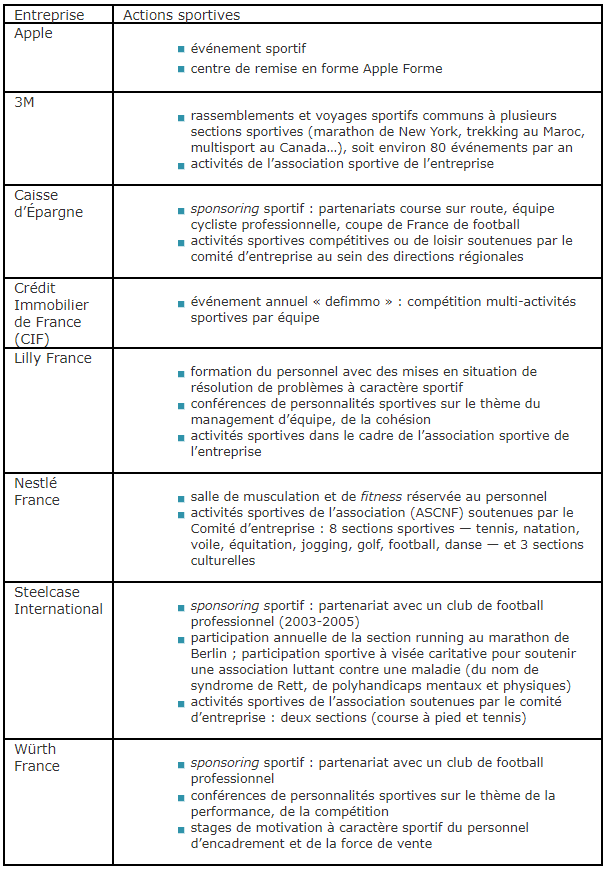 Entreprise Actions sportives
Apple
événement sportif
centre de remise en forme Apple Forme
3M
rassemblements et voyages sportifs communs à plusieurs
sections sportives (marathon de New York, trekking au Maroc,
multisport au Canada…), soit environ 80 événements par an
activités de l’association sportive de l’entreprise
Caisse
d’Épargne
sponsoring sportif : partenariats course sur route, équipe
cycliste professionnelle, coupe de France de football
activités sportives compétitives ou de loisir soutenues par le
comité d’entreprise au sein des directions régionales
Crédit
Immobilier
de France
(CIF)
événement annuel « defimmo » : compétition multi-activités
sportives par équipe
Lilly France
formation du personnel avec des mises en situation de
résolution de problèmes à caractère sportif
conférences de personnalités sportives sur le thème du
management d’équipe, de la cohésion
activités sportives dans le cadre de l’association sportive de
l’entreprise
Nestlé
France
salle de musculation et de fitness réservée au personnel
activités sportives de l’association (ASCNF) soutenues par le
Comité d’entreprise : 8 sections sportives — tennis, natation,
voile, équitation, jogging, golf, football, danse — et 3 sections
culturelles
Steelcase
International
sponsoring sportif : partenariat avec un club de football
professionnel (2003-2005)
participation annuelle de la section running au marathon de
Berlin ; participation sportive à visée caritative pour soutenir
une association luttant contre une maladie (du nom de
syndrome de Rett, de polyhandicaps mentaux et physiques)
activités sportives de l’association soutenues par le comité
d’entreprise : deux sections (course à pied et tennis)
Würth
France
sponsoring sportif : partenariat avec un club de football
professionnel
conférences de personnalités sportives sur le thème de la
performance, de la compétition
stages de motivation à caractère sportif du personnel
d’encadrement et de la force de vente